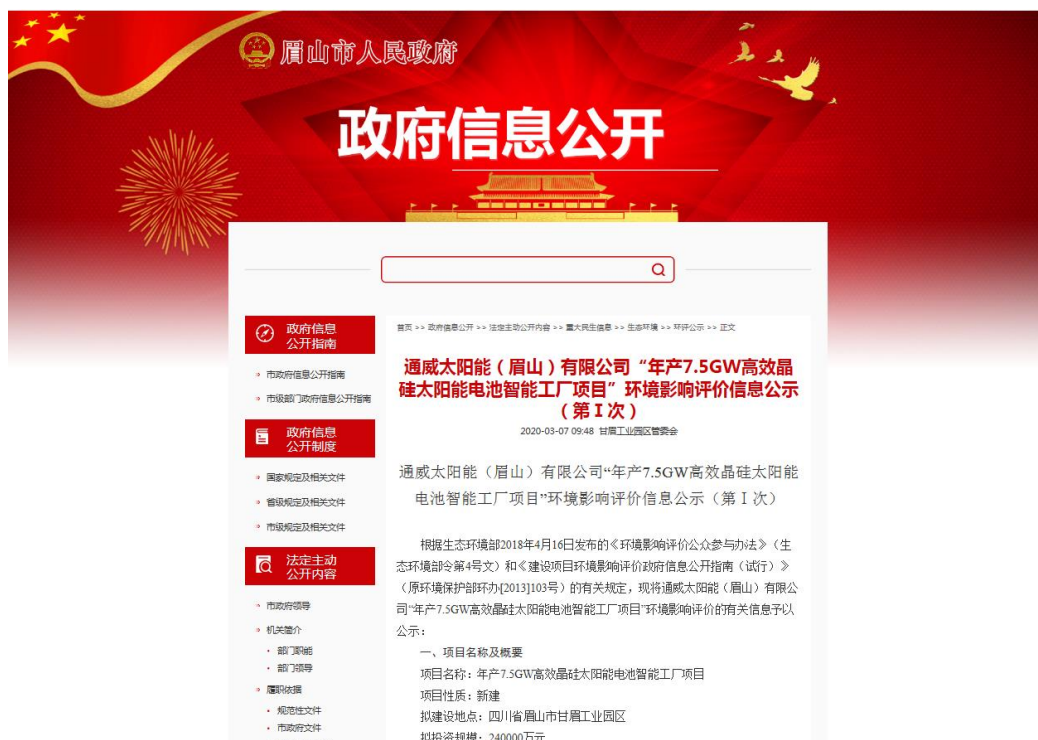 眉山市人民政府
政府信息公开
首页 >> 政府信息公开 >> 法定主动公开内容 >> 重大民生信息 >> 生态环境 >> 环评公示 >> 正文
政府信息
公开指南
市政府信息公开指南
市级部门政府信息公开指南
政府信息
公开制度
国家规定及相关文件
省级规定及相关文件
市级规定及相关文件
法定主动
公开内容
市政府领导
机关简介
部门职能
部门领导
履职依据
规范性文件
市政府文件
通威太阳能（眉山）有限公司“年产7.5GW高效晶
硅太阳能电池智能工厂项目”环境影响评价信息公示
（第Ｉ次）
2020-03-07 09:48 甘眉工业园区管委会
通威太阳能（眉山）有限公司“年产7.5GW高效晶硅太阳能
电池智能工厂项目”环境影响评价信息公示（第Ｉ次）
根据生态环境部2018年4月16日发布的《环境影响评价公众参与办法》（生
态环境部令第4号文）和《建设项目环境影响评价政府信息公开指南（试行）》
（原环境保护部环办[2013]103号）的有关规定，现将通威太阳能（眉山）有限公
司“年产7.5GW高效晶硅太阳能电池智能工厂项目”环境影响评价的有关信息予以
公示：
一、项目名称及概要
项目名称：年产7.5GW高效晶硅太阳能电池智能工厂项目
项目性质：新建
拟建设地点：四川省眉山市甘眉工业园区
拟投资规模：240000万元